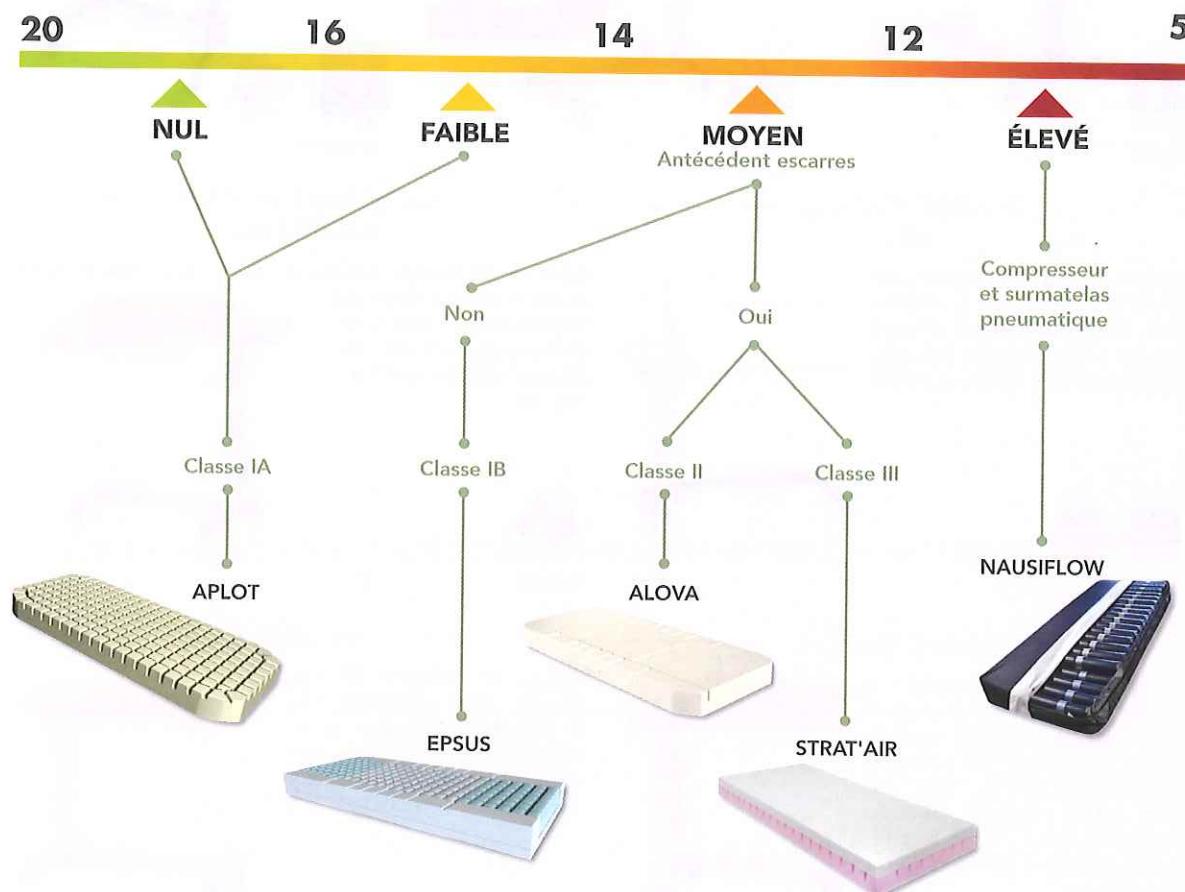 20 16 14 12 5
NUL FAIBLE MOYEN ÉLEVÉ
Antécédent escarres
Compresseur
et surmatelas
pneumatique
Non Oui
Classe IA Classe IB Classe II Classe III
APLOT ALOVA NAUSIFLOW
EPSUS STRAT'AIR